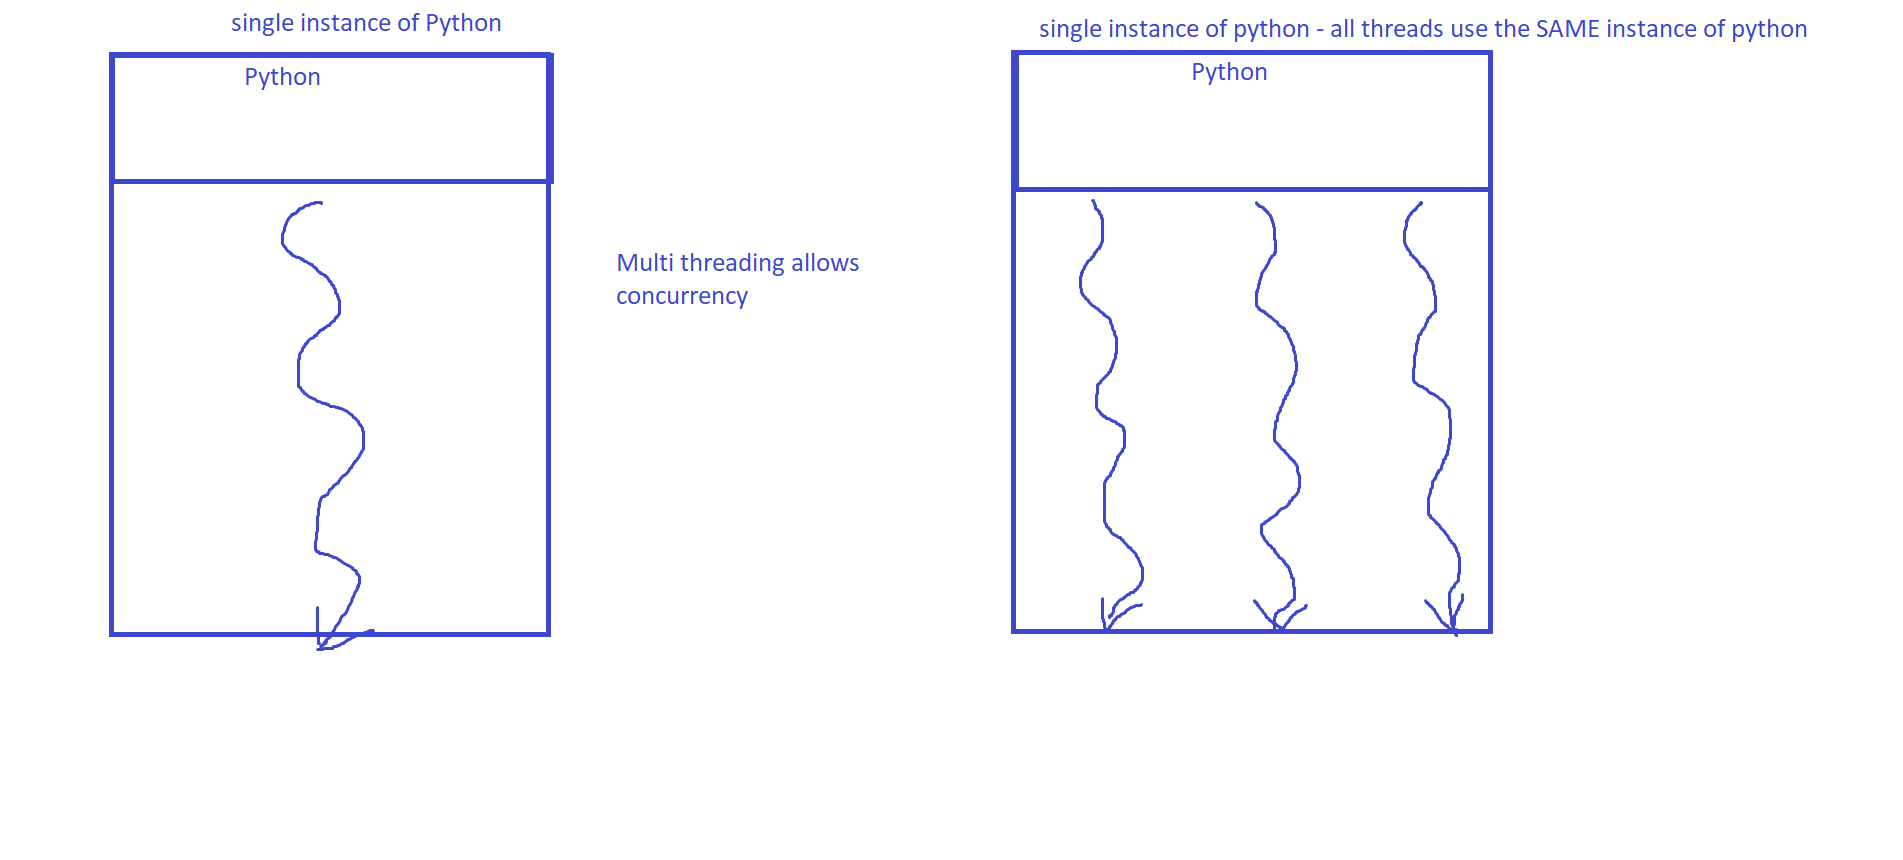 single instance of Python
Python
Multi threading allows
concurrency
single instance of python - all threads use the SAME instance of python
Python